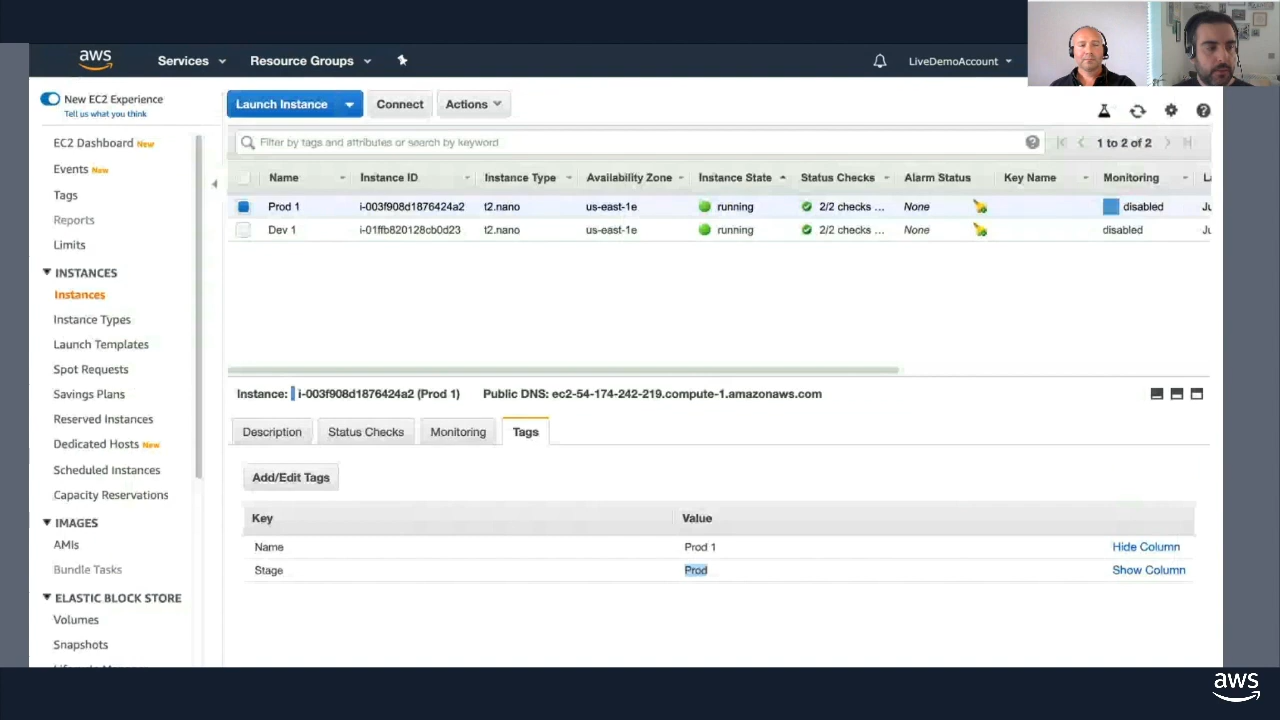 aws Services Resource Groups LiveDemoAccount
New EC2 Experience
Tell us what you think
EC2 Dashboard New
Events New
Tags
Reports
Limits
INSTANCES
Instances
Instance Types
Launch Templates
Spot Requests
Savings Plans
Reserved Instances
Dedicated Hosts New
Scheduled Instances
Capacity Reservations
IMAGES
AMIs
Bundle Tasks
ELASTIC BLOCK STORE
Volumes
Snapshots
Launch Instance Connect Actions
Filter by tags and attributes or search by keyword 1 to 2 of 2
Name Instance ID Instance Type Availability Zone Instance State Status Checks Alarm Status Key Name Monitoring
Prod 1 i-003f908d1876424a2 t2.nano us-east-1e running 2/2 checks ... None disabled
Dev 1 i-01ffb820128cb0d23 t2.nano us-east-1e running 2/2 checks ... None disabled
Instance: i-003f908d1876424a2 (Prod 1) Public DNS: ec2-54-174-242-219.compute-1.amazonaws.com
Description Status Checks Monitoring Tags
Add/Edit Tags
Key Value
Name Prod 1 Hide Column
Stage Prod Show Column
aws